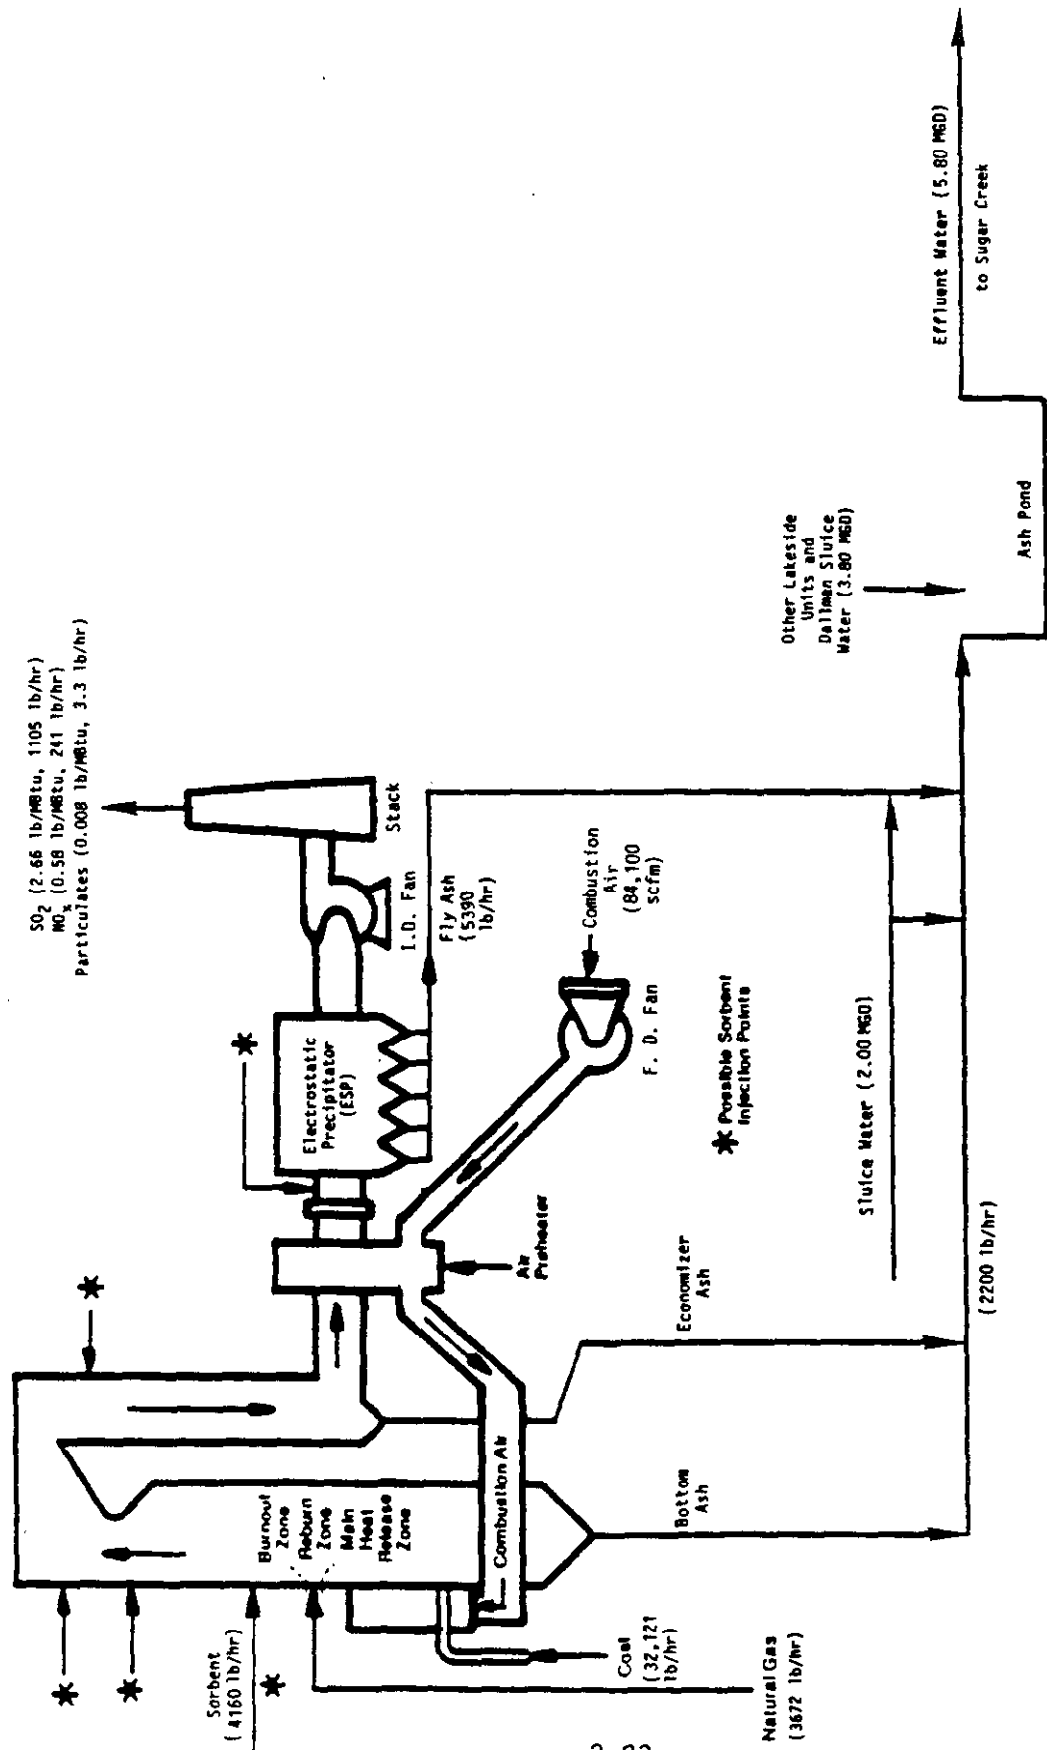 SO2 (2.66 lb/MBtu, 1105 lb/hr)
NOx (0.58 lb/MBtu, 241 lb/hr)
Particulates (0.008 lb/MBtu, 3.3 lb/hr)
Stack
I.D. Fan
Electrostatic
Precipitator
(ESP)
Fly Ash
(5390
lb/hr)
Combustion
Air
(84,100
scfm)
F. D. Fan
Air
Preheater
* Possible Sorbent
Injection Points
*
*
*
*
*
Sorbent
(4160 lb/hr)
Burnout
Zone
Reburn
Zone
Main
Heat
Release
Zone
Combustion Air
Coal
(32,121
lb/hr)
Natural Gas
(3672 lb/hr)
Bottom
Ash
Economizer
Ash
Sluice Water (2.00 MGD)
(2200 lb/hr)
Other Lakeside
Units and
Dallman Sluice
Water (3.80 MGD)
Ash Pond
Effluent Water (5.80 MGD)
to Sugar Creek